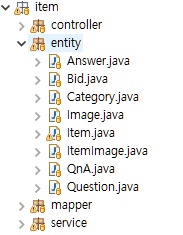 item
controller
entity
Answer.java
Bid.java
Category.java
Image.java
Item.java
ItemImage.java
QnA.java
Question.java
mapper
service